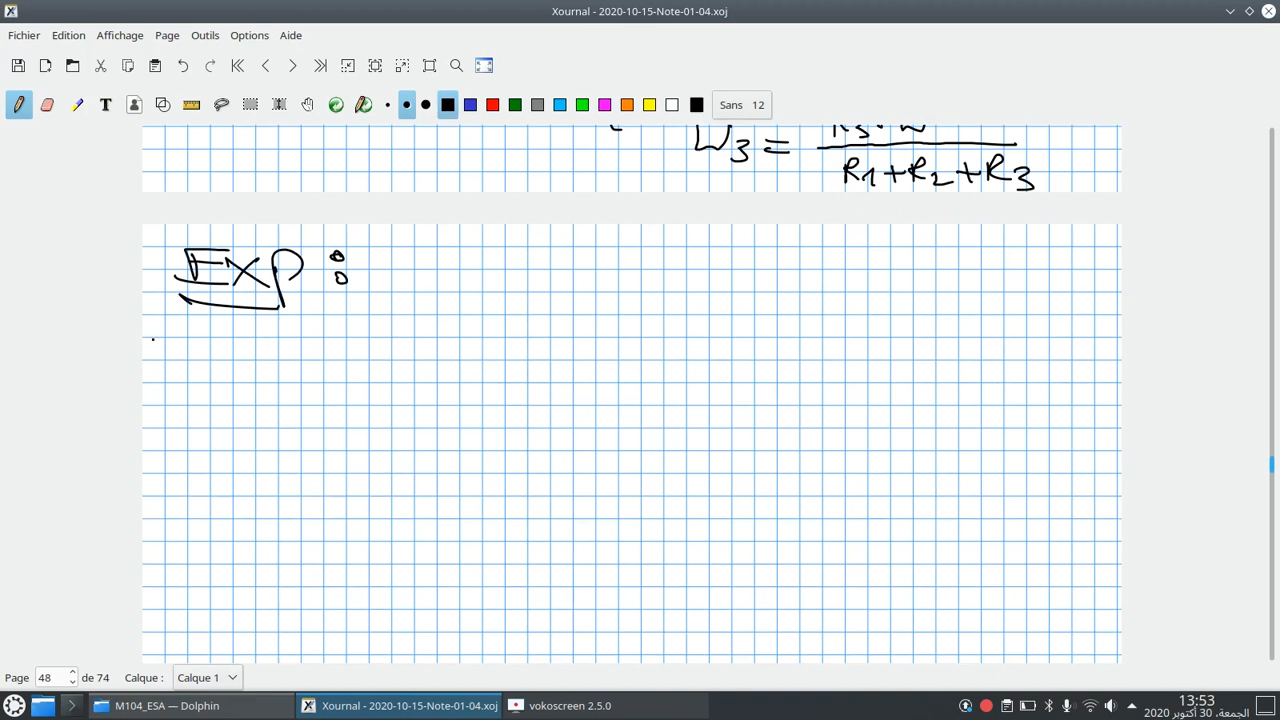 Xournal - 2020-10-15-Note-01-04.xoj
Fichier Edition Affichage Page Outils Options Aide
Sans 12
W3 =
R1+R2+R3
Exp :
Page 48 de 74 Calque : Calque 1
M104_ESA — Dolphin
Xournal - 2020-10-15-Note-01-04.xoj
vokoscreen 2.5.0
13:53
الجمعة, 30 أكتوبر 2020